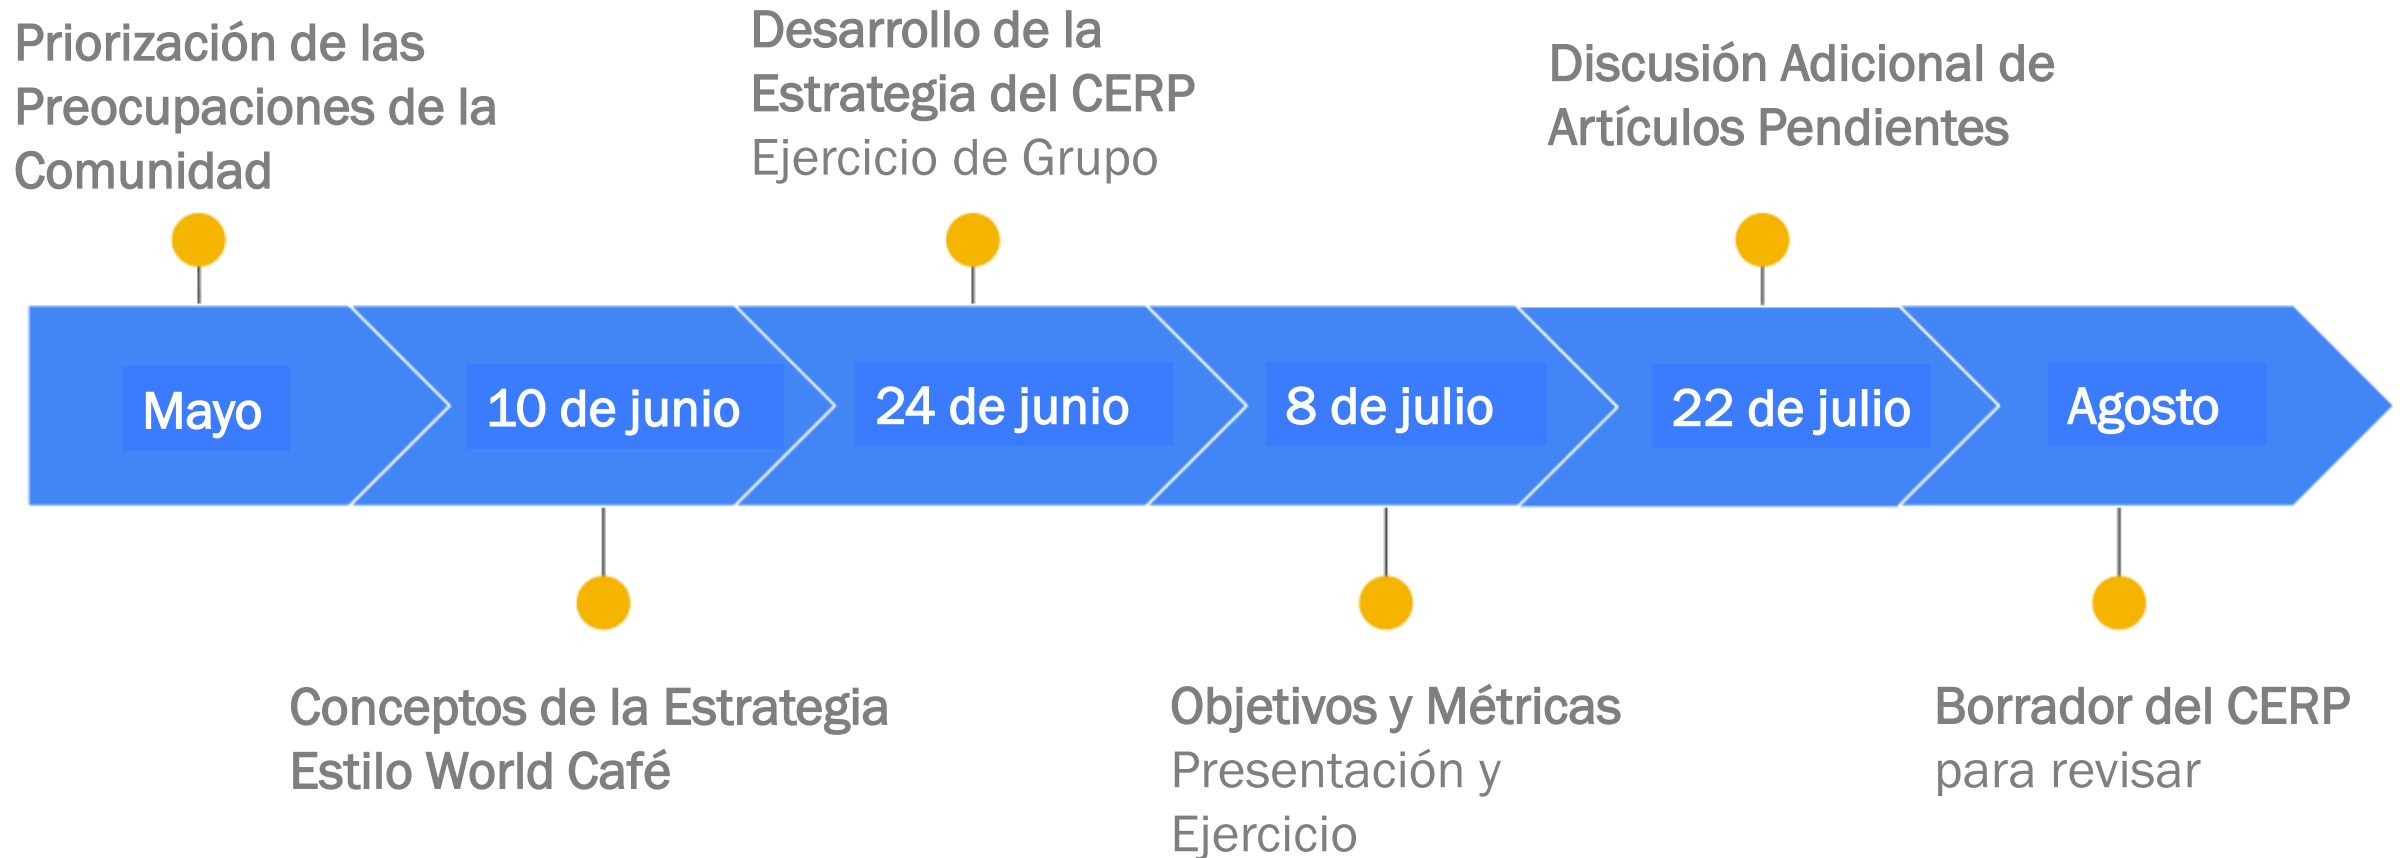 Priorización de las
Preocupaciones de la
Comunidad
Desarrollo de la
Estrategia del CERP
Ejercicio de Grupo
Discusión Adicional de
Artículos Pendientes
Mayo
10 de junio
24 de junio
8 de julio
22 de julio
Agosto
Conceptos de la Estrategia
Estilo World Café
Objetivos y Métricas
Presentación y
Ejercicio
Borrador del CERP
para revisar